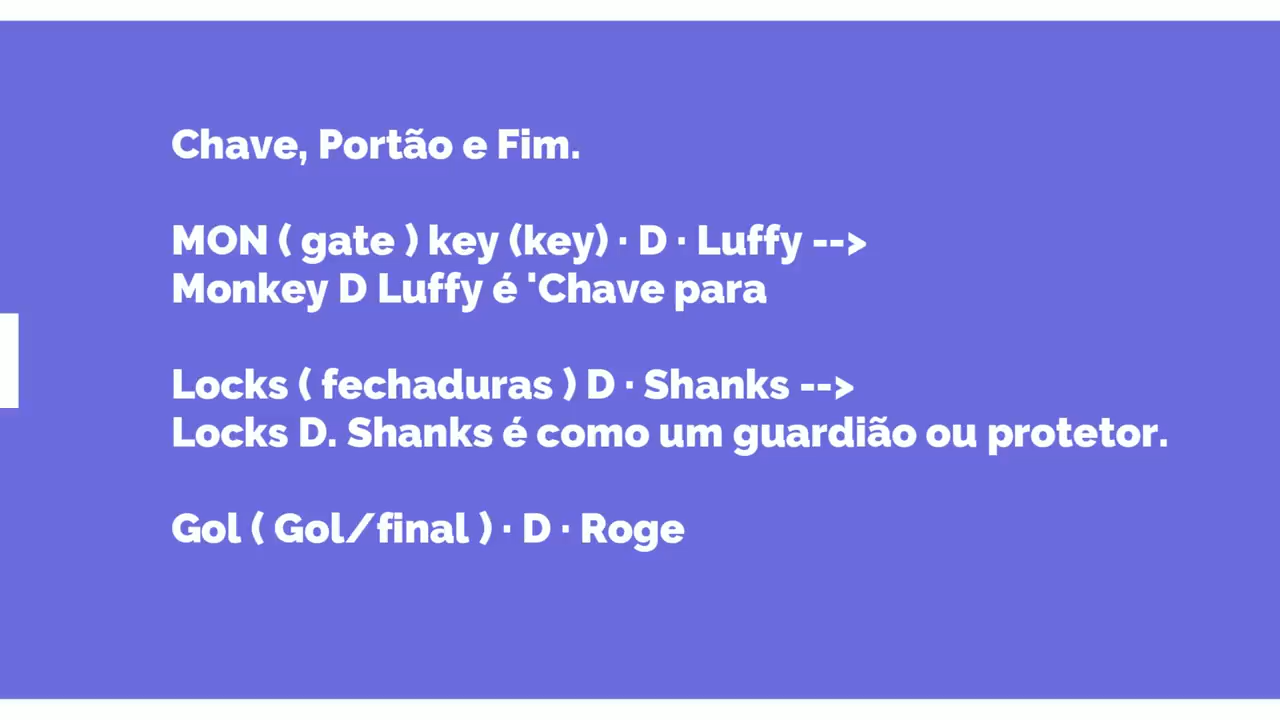 Chave, Portão e Fim.
MON ( gate ) key (key) · D · Luffy -->
Monkey D Luffy é 'Chave para
Locks ( fechaduras ) D · Shanks -->
Locks D. Shanks é como um guardião ou protetor.
Gol ( Gol/final ) · D · Roge